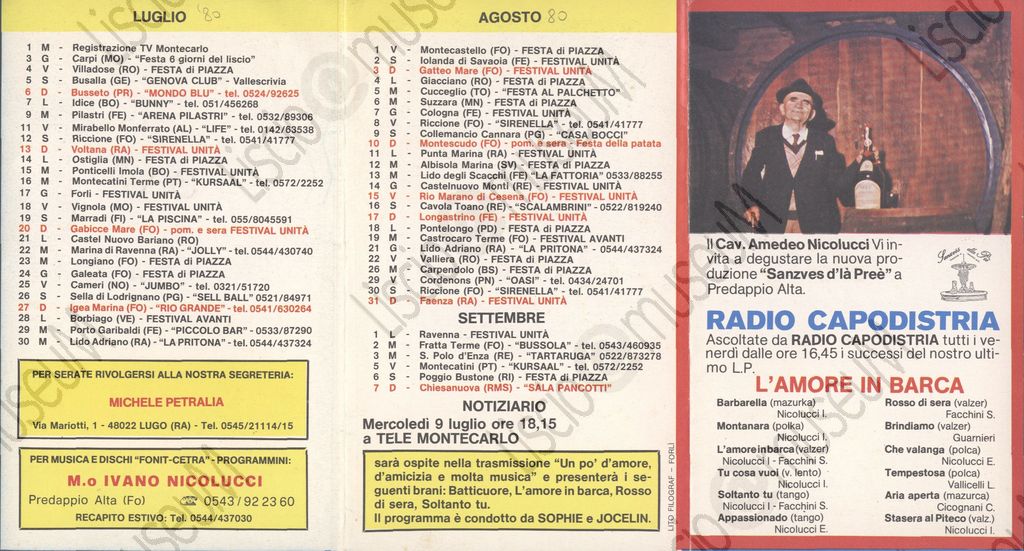 LUGLIO '80
1 M - Registrazione TV Montecarlo
3 G - Carpi (MO) - “Festa 6 giorni del liscio”
4 V - Villadose (RO) - FESTA di PIAZZA
5 S - Busalla (GE) - “GENOVA CLUB” - Vallescrivia
6 D - Busseto (PR) - “MONDO BLU” - tel. 0524/92625
7 L - Idice (BO) - “BUNNY” - tel. 051/456268
9 M - Pilastri (FE) - “ARENA PILASTRI” - tel. 0532/89306
11 V - Mirabello Monferrato (AL) - “LIFE” - tel. 0142/63538
12 S - Riccione (FO) - “SIRENELLA” - tel. 0541/41777
13 D - Voltana (RA) - FESTIVAL UNITÀ
14 L - Ostiglia (MN) - FESTA di PIAZZA
15 M - Ponticelli Imola (BO) - FESTIVAL UNITÀ
16 M - Montecatini Terme (PT) - “KURSAAL” - tel. 0572/2252
17 G - Forlì - FESTIVAL UNITÀ
18 V - Vignola (MO) - FESTIVAL UNITÀ
19 S - Marradi (FI) - “LA PISCINA” - tel. 055/8045591
20 D - Gabicce Mare (FO) - pom. e sera FESTIVAL UNITÀ
21 L - Castel Nuovo Bariano (RO)
22 M - Marina di Ravenna (RA) - “JOLLY” - tel. 0544/430740
23 M - Longiano (FO) - FESTA di PIAZZA
24 G - Galeata (FO) - FESTA di PIAZZA
25 V - Cameri (NO) - “JUMBO” - tel. 0321/51720
26 S - Sella di Lodrignano (PG) - “SELL BALL” - 0521/84971
27 D - Igea Marina (FO) - “RIO GRANDE” - tel. 0541/630264
28 L - Borbiago (VE) - FESTIVAL AVANTI
29 M - Porto Garibaldi (FE) - “PICCOLO BAR” - 0533/87290
30 M - Lido Adriano (RA) - “LA PRITONA” - tel. 0544/437324
PER SERATE RIVOLGERSI ALLA NOSTRA SEGRETERIA:
MICHELE PETRALIA
Via Mariotti, 1 - 48022 LUGO (RA) - Tel. 0545/21114/15
PER MUSICA E DISCHI “FONIT-CETRA” - PROGRAMMINI:
M.o IVANO NICOLUCCI
Predappio Alta (Fo) ☎ 0543/92 23 60
RECAPITO ESTIVO: Tel. 0544/437030
AGOSTO 80
1 V - Montecastello (FO) - FESTA di PIAZZA
2 S - Iolanda di Savaoia (FE) - FESTIVAL UNITÀ
3 D - Gatteo Mare (FO) - FESTIVAL UNITÀ
4 L - Giacciano (RO) - FESTA di PIAZZA
5 M - Cucceglio (TO) - “FESTA AL PALCHETTO”
6 M - Suzzara (MN) - FESTA di PIAZZA
7 G - Cologna (FE) - FESTIVAL UNITÀ
8 V - Riccione (FO) - “SIRENELLA” - 0541/41777
9 S - Collemancio Cannara (PG) - “CASA BOCCI”
10 D - Montescudo (FO) - pom. e sera - Festa della patata
11 L - Punta Marina (RA) - FESTIVAL UNITÀ
12 M - Albisola Marina (SV) - FESTA di PIAZZA
13 M - Lido degli Scacchi (FE) “LA FATTORIA” 0533/88255
14 G - Castelnuovo Monti (RE) - FESTIVAL UNITÀ
15 V - Rio Marano di Cesena (FO) - FESTIVAL UNITÀ
16 S - Cavola Toano (RE) - “SCALAMBRINI” - 0522/819240
17 D - Longastrino (FE) - FESTIVAL UNITÀ
18 L - Pontelongo (PD) - FESTA di PIAZZA
19 M - Castrocaro Terme (FO) - FESTIVAL AVANTI
21 G - Lido Adriano (RA) - “LA PRITONA” - 0544/437324
22 V - Valliera (RO) - FESTA di PIAZZA
26 M - Carpendolo (BS) - FESTA di PIAZZA
29 V - Cordenons (PN) - “OASI” - tel. 0434/24701
30 S - Riccione (FO) - “SIRENELLA” - tel. 0541/41777
31 D - Faenza (RA) - FESTIVAL UNITÀ
SETTEMBRE
1 L - Ravenna - FESTIVAL UNITÀ
2 M - Fratta Terme (FO) - “BUSSOLA” - tel. 0543/460935
3 M - S. Polo d'Enza (RE) - “TARTARUGA” 0522/873278
5 V - Montecatini (PT) - “KURSAAL” - tel. 0572/2252
6 S - Poggio Bustone (RI) - FESTA di PIAZZA
7 D - Chiesanuova (RMS) - “SALA PANCOTTI”
NOTIZIARIO
Mercoledì 9 luglio ore 18,15
a TELE MONTECARLO
sarà ospite nella trasmissione “Un po' d'amore,
d'amicizia e molta musica” e presenterà i se-
guenti brani: Batticuore, L'amore in barca, Rosso
di sera, Soltanto tu.
Il programma è condotto da SOPHIE e JOCELIN.
LITO FILOGRAF - FORLÌ
Il Cav. Amedeo Nicolucci Vi in-
vita a degustare la nuova pro-
duzione “Sanzves d'là Preè” a
Predappio Alta.
RADIO CAPODISTRIA
Ascoltate da RADIO CAPODISTRIA tutti i ve-
nerdì dalle ore 16,45 i successi del nostro ulti-
mo L.P.
L'AMORE IN BARCA
Barbarella (mazurka)
Nicolucci I.
Montanara (polka)
Nicolucci I.
L'amore in barca (valzer)
Nicolucci I - Facchini S.
Tu cosa vuoi (v. lento)
Nicolucci I.
Soltanto tu (tango)
Nicolucci I - Facchini S.
Appassionado (tango)
Nicolucci E.
Rosso di sera (valzer)
Facchini S.
Brindiamo (valzer)
Guarnieri
Che valanga (polca)
Nicolucci E.
Tempestosa (polca)
Vallicelli L.
Aria aperta (mazurca)
Cicognani C.
Stasera al Piteco (valz.)
Nicolucci I.
Liscio@museuM